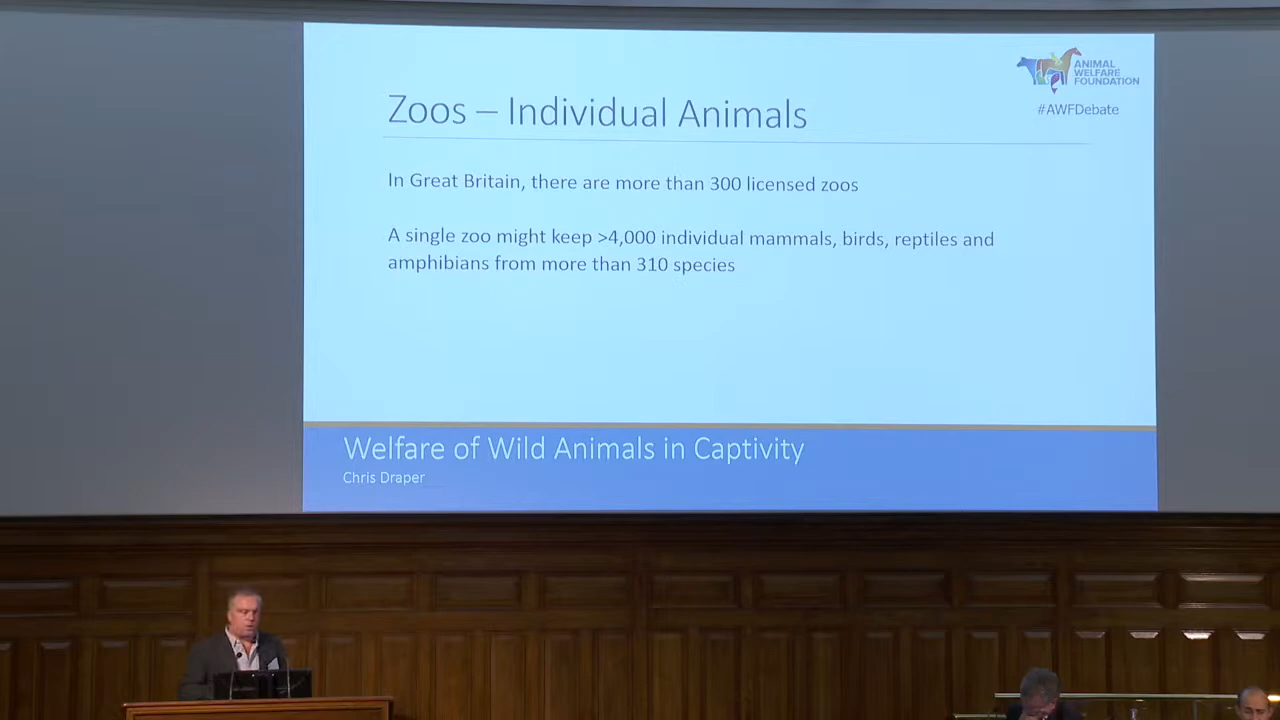 ANIMAL
WELFARE
FOUNDATION
#AWFDebate
Zoos – Individual Animals
In Great Britain, there are more than 300 licensed zoos
A single zoo might keep >4,000 individual mammals, birds, reptiles and
amphibians from more than 310 species
Welfare of Wild Animals in Captivity
Chris Draper